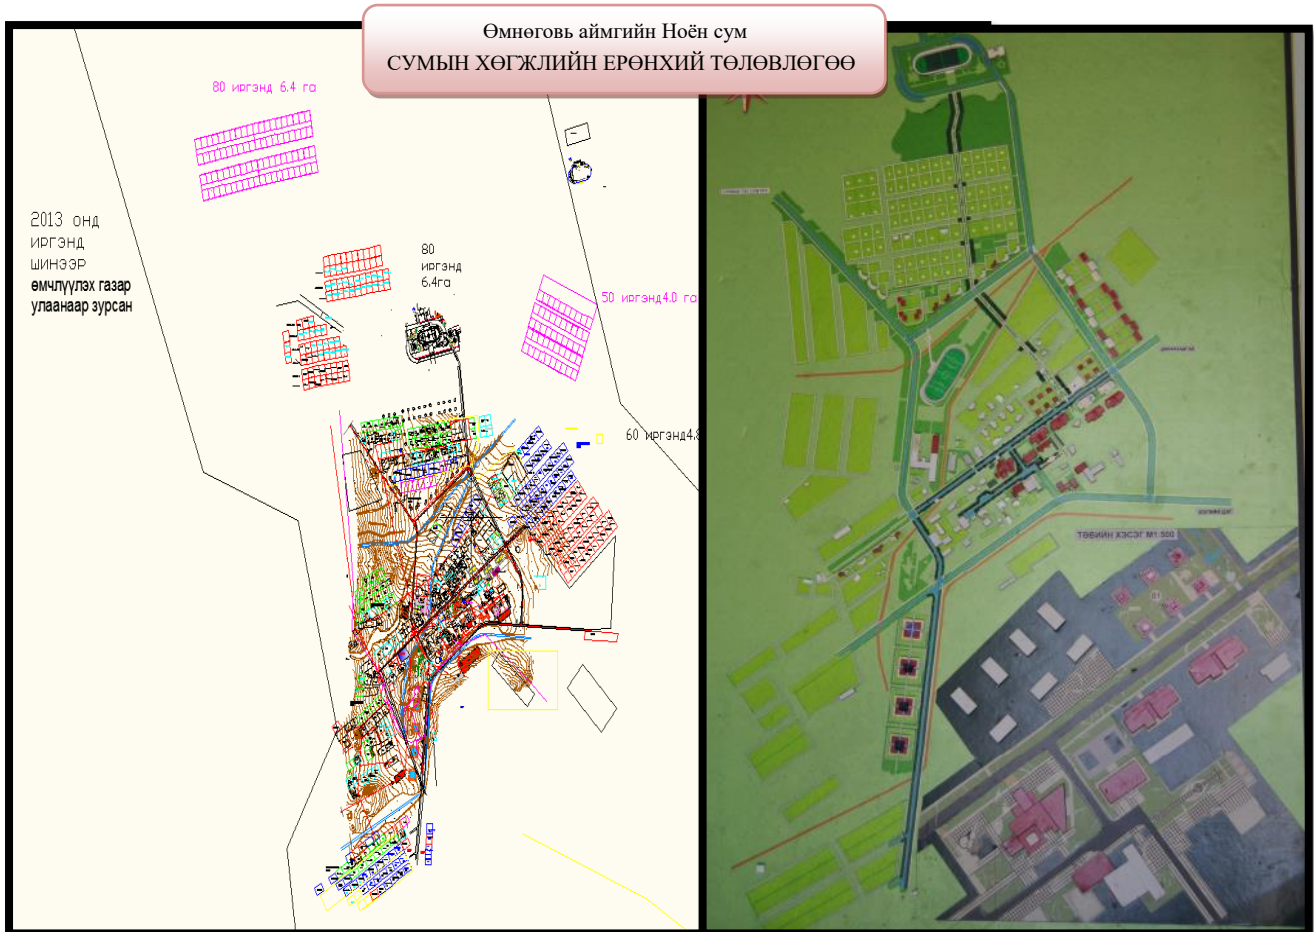 Өмнөговь аймгийн Ноён сум
СУМЫН ХӨГЖЛИЙН ЕРӨНХИЙ ТӨЛӨВЛӨГӨӨ
80 иргэнд 6.4 га
2013 онд
иргэнд
шинээр
өмчлүүлэх газар
улаанаар зурсан
80
иргэнд
6.4га
50 иргэнд4.0 га
60 иргэнд4.8
ТӨВИЙН ХЭСЭГ М1:500